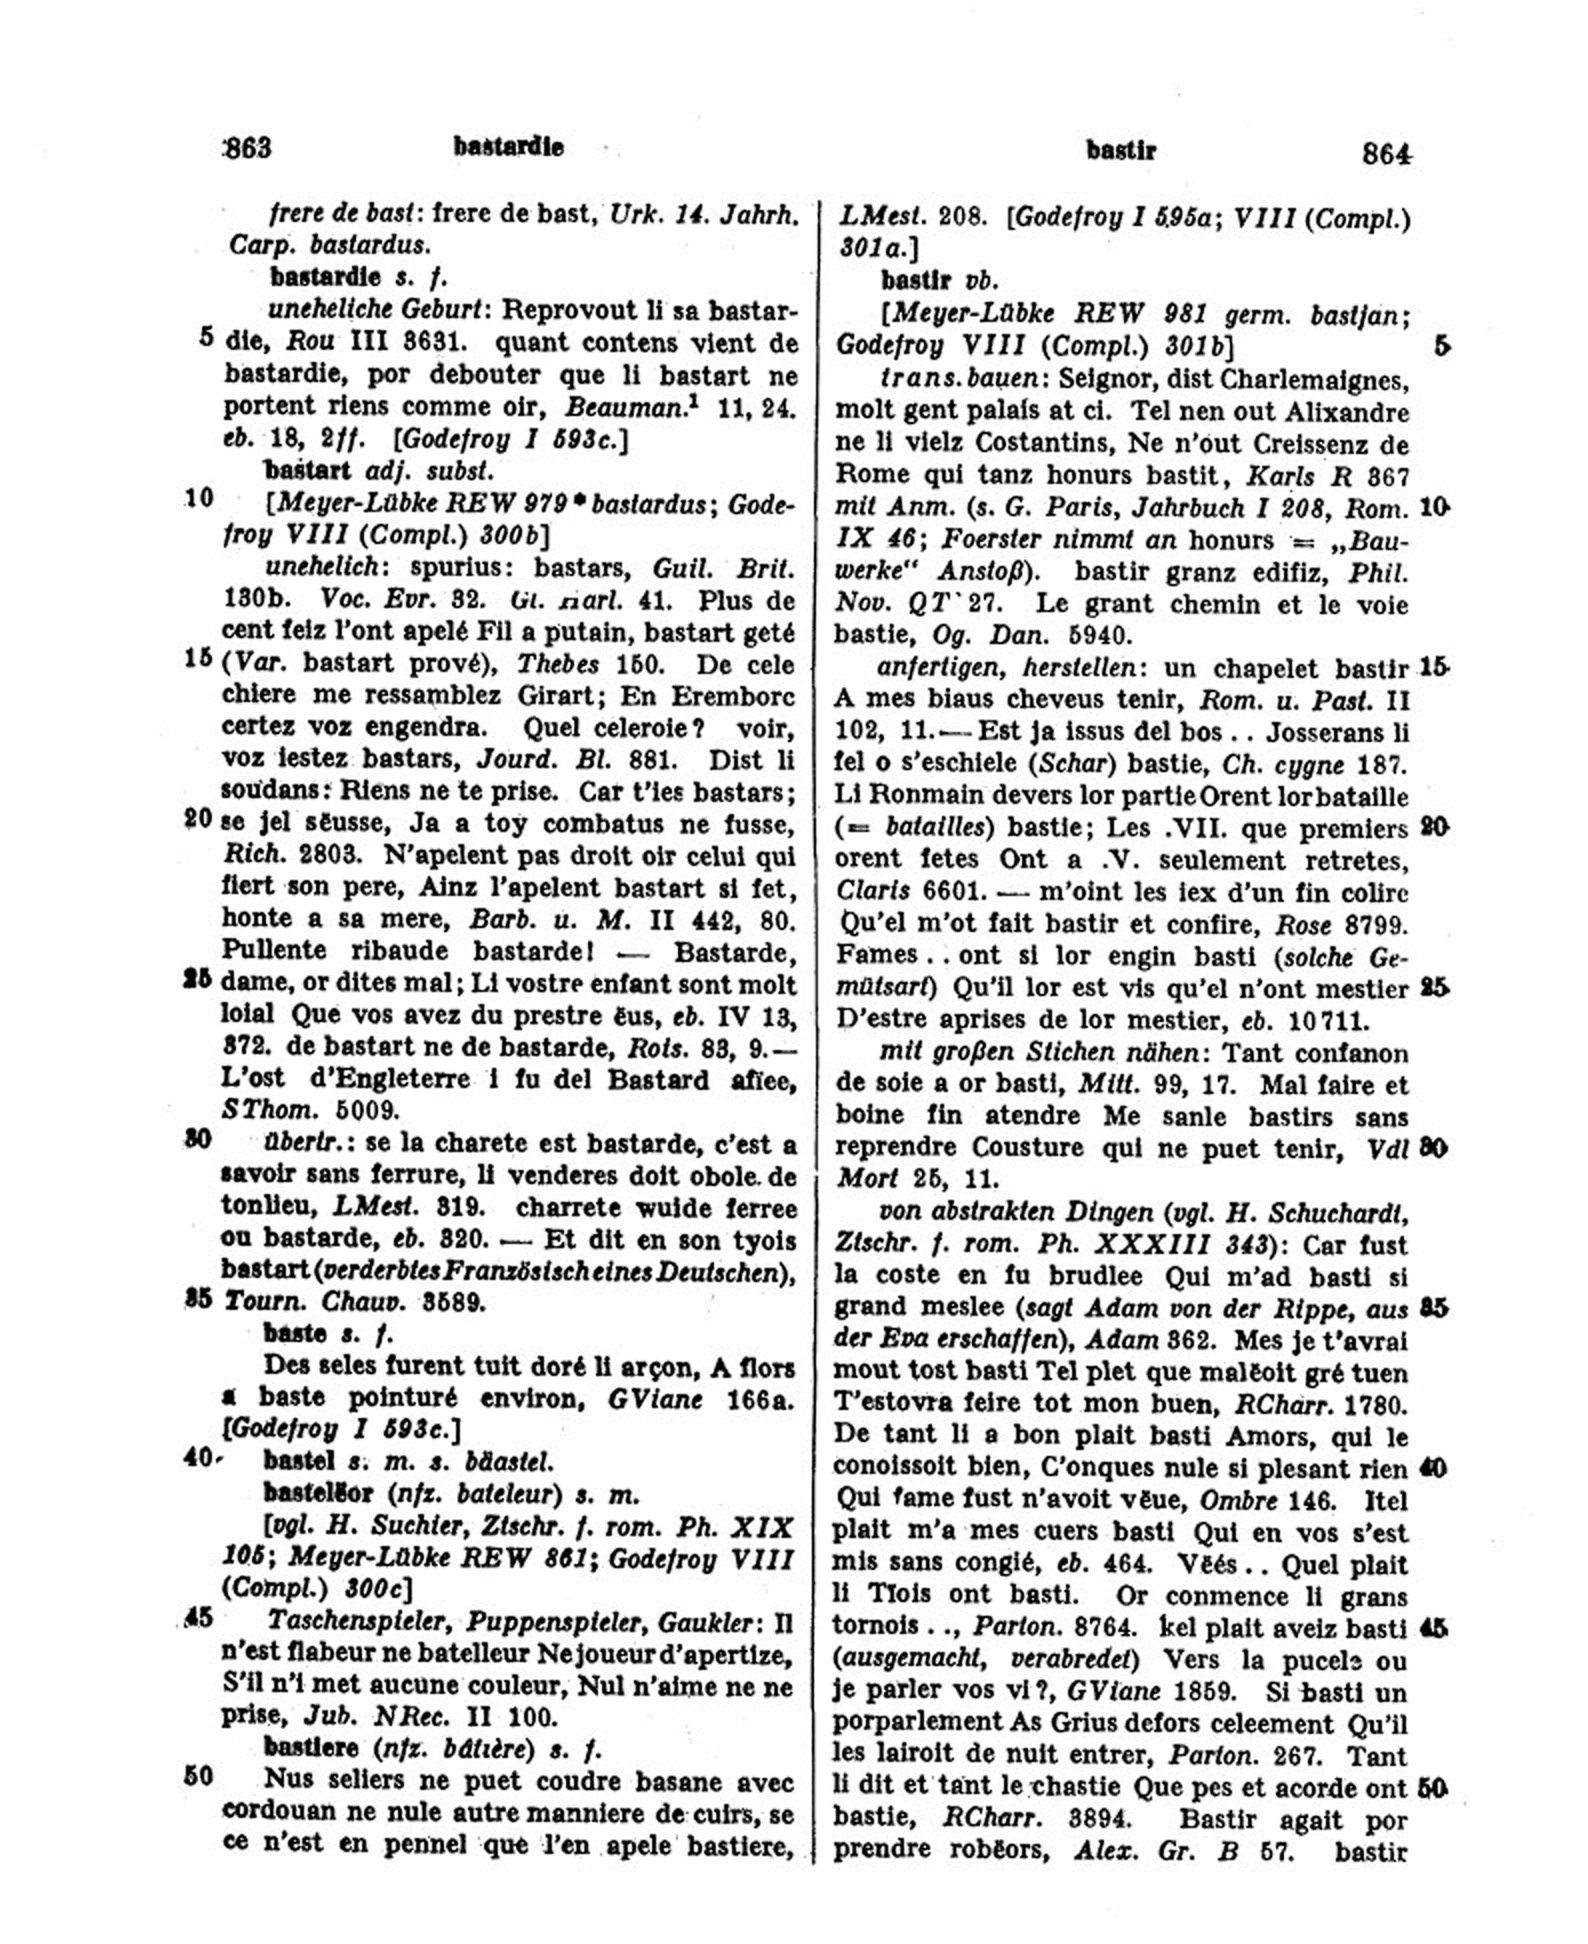 863 bastardie
frere de bast: frere de bast, Urk. 14. Jahrh.
Carp. bastardus.
bastardie s. f.
uneheliche Geburt: Reprovout li sa bastar-
5 die, Rou III 3631. quant contens vient de
bastardie, por debouter que li bastart ne
portent riens comme oir, Beauman.¹ 11, 24.
eb. 18, 2ff. [Godefroy I 593c.]
bastart adj. subst.
10 [Meyer-Lübke REW 979 * bastardus; Gode-
froy VIII (Compl.) 300b]
unehelich: spurius: bastars, Guil. Brit.
130b. Voc. Evr. 32. Gl. Harl. 41. Plus de
cent feiz l'ont apelé Fil a putain, bastart geté
15 (Var. bastart prové), Thebes 150. De cele
chiere me ressamblez Girart; En Eremborc
certez voz engendra. Quel celeroie? voir,
voz iestez bastars, Jourd. Bl. 881. Dist li
soudans: Riens ne te prise. Car t'ies bastars;
20 se jel sëusse, Ja a toy combatus ne fusse,
Rich. 2803. N'apelent pas droit oir celui qui
fiert son pere, Ainz l'apelent bastart si fet,
honte a sa mere, Barb. u. M. II 442, 80.
Pullente ribaude bastarde! — Bastarde,
25 dame, or dites mal; Li vostre enfant sont molt
loial Que vos avez du prestre ëus, eb. IV 13,
372. de bastart ne de bastarde, Rois. 83, 9.—
L'ost d'Engleterre i fu del Bastard afïee,
SThom. 5009.
30 übertr.: se la charete est bastarde, c'est a
savoir sans ferrure, li venderes doit obole de
tonlieu, LMest. 319. charrete wuide ferree
ou bastarde, eb. 320. — Et dit en son tyois
bastart (verderbtes Französisch eines Deutschen),
35 Tourn. Chauv. 3589.
baste s. f.
Des seles furent tuit doré li arçon, A flors
a baste pointuré environ, GViane 166a.
[Godefroy I 593c.]
40 bastel s. m. s. bäastel.
bastelëor (nfz. bateleur) s. m.
[vgl. H. Suchier, Ztschr. f. rom. Ph. XIX
105; Meyer-Lübke REW 861; Godefroy VIII
(Compl.) 300c]
45 Taschenspieler, Puppenspieler, Gaukler: Il
n'est flabeur ne batelleur Ne joueur d'apertize,
S'il n'i met aucune couleur, Nul n'aime ne ne
prise, Jub. NRec. II 100.
bastiere (nfz. bâtière) s. f.
50 Nus seliers ne puet coudre basane avec
cordouan ne nule autre manniere de cuirs, se
ce n'est en pennel que l'en apele bastiere,
bastir 864
LMest. 208. [Godefroy I 595a; VIII (Compl.)
301a.]
bastir vb.
[Meyer-Lübke REW 981 germ. bastjan;
Godefroy VIII (Compl.) 301b] 5
trans. bauen: Seignor, dist Charlemaignes,
molt gent palais at ci. Tel nen out Alixandre
ne li vielz Costantins, Ne n'out Creissenz de
Rome qui tanz honurs bastit, Karls R 367
mit Anm. (s. G. Paris, Jahrbuch I 208, Rom. 10
IX 46; Foerster nimmt an honurs = „Bau-
werke“ Anstoß). bastir granz edifiz, Phil.
Nov. QT 27. Le grant chemin et le voie
bastie, Og. Dan. 5940.
anfertigen, herstellen: un chapelet bastir 15
A mes biaus cheveus tenir, Rom. u. Past. II
102, 11.— Est ja issus del bos .. Josserans li
fel o s'eschiele (Schar) bastie, Ch. cygne 187.
Li Ronmain devers lor partie Orent lor bataille
(= batailles) bastie; Les .VII. que premiers 20
orent fetes Ont a .V. seulement retretes,
Claris 6601. — m'oint les iex d'un fin colire
Qu'el m'ot fait bastir et confire, Rose 8799.
Fames .. ont si lor engin basti (solche Ge-
mütsart) Qu'il lor est vis qu'el n'ont mestier 25
D'estre aprises de lor mestier, eb. 10711.
mit großen Stichen nähen: Tant confanon
de soie a or basti, Mitt. 99, 17. Mal faire et
boine fin atendre Me sanle bastirs sans
reprendre Cousture qui ne puet tenir, Vdl 30
Mort 25, 11.
von abstrakten Dingen (vgl. H. Schuchardt,
Ztschr. f. rom. Ph. XXXIII 343): Car fust
la coste en fu brudlee Qui m'ad basti si
grand meslee (sagt Adam von der Rippe, aus 35
der Eva erschaffen), Adam 362. Mes je t'avrai
mout tost basti Tel plet que malëoit gré tuen
T'estovra feire tot mon buen, RCharr. 1780.
De tant li a bon plait basti Amors, qui le
conoissoit bien, C'onques nule si plesant rien 40
Qui fame fust n'avoit vëue, Ombre 146. Itel
plait m'a mes cuers basti Qui en vos s'est
mis sans congié, eb. 464. Vëés .. Quel plait
li Tïois ont basti. Or conmence li grans
tornois .., Parton. 8764. kel plait aveiz basti 45
(ausgemacht, verabredet) Vers la pucele ou
je parler vos vi?, GViane 1859. Si basti un
porparlement As Grius defors celeement Qu'il
les lairoit de nuit entrer, Parton. 267. Tant
li dit et tant le chastie Que pes et acorde ont 50
bastie, RCharr. 3894. Bastir agait por
prendre robëors, Alex. Gr. B 57. bastir